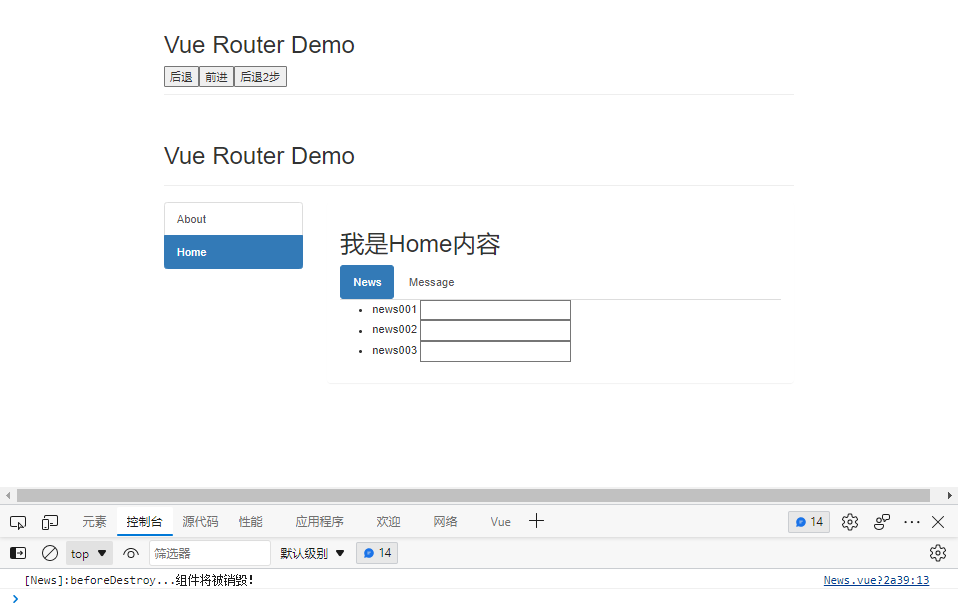 Vue Router Demo
后退 前进 后退2步
Vue Router Demo
About
Home
我是Home内容
News Message
news001
news002
news003
元素 控制台 源代码 性能 应用程序 欢迎 网络 Vue 14
top 筛选器 默认级别 14
[News]:beforeDestroy...组件将被销毁! News.vue?2a39:13